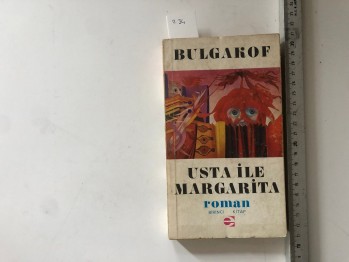 BULGAKOF
USTA İLE
MARGARİTA
roman